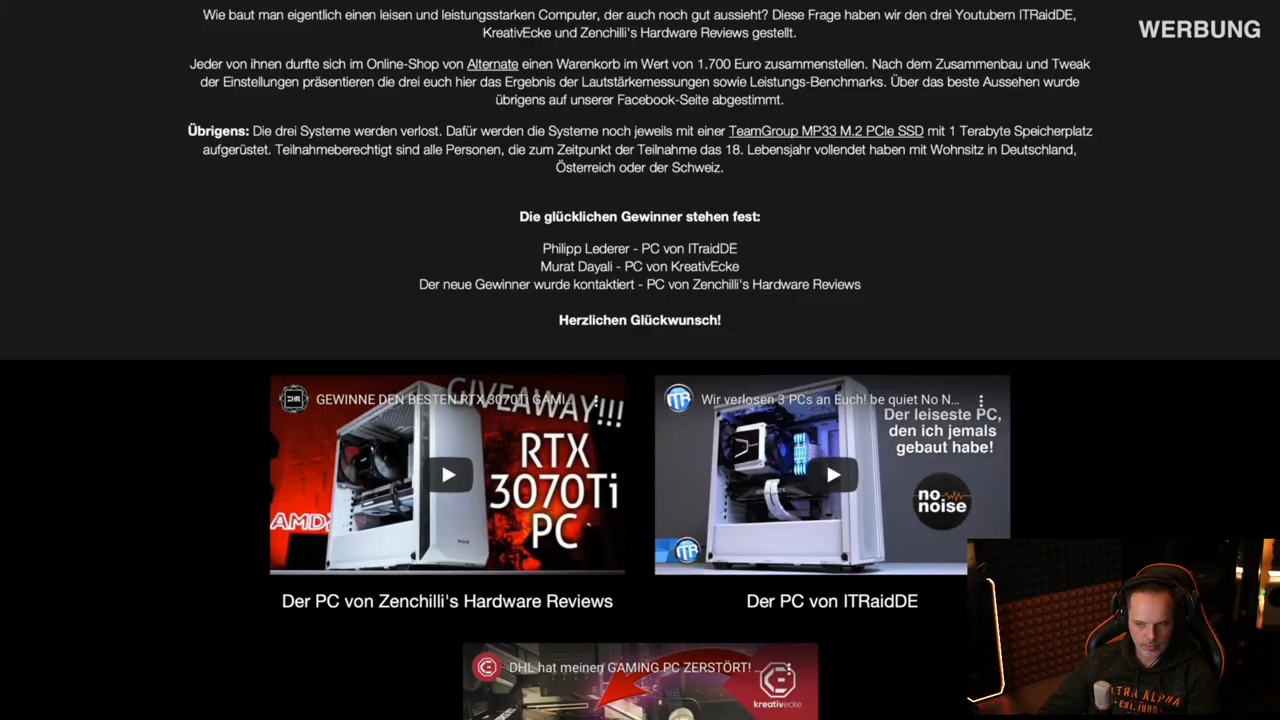 Wie baut man eigentlich einen leisen und leistungsstarken Computer, der auch noch gut aussieht? Diese Frage haben wir den drei Youtubern ITRaidDE,
KreativEcke und Zenchilli's Hardware Reviews gestellt.
WERBUNG
Jeder von ihnen durfte sich im Online-Shop von Alternate einen Warenkorb im Wert von 1.700 Euro zusammenstellen. Nach dem Zusammenbau und Tweak
der Einstellungen präsentieren die drei euch hier das Ergebnis der Lautstärkemessungen sowie Leistungs-Benchmarks. Über das beste Aussehen wurde
übrigens auf unserer Facebook-Seite abgestimmt.
Übrigens: Die drei Systeme werden verlost. Dafür werden die Systeme noch jeweils mit einer TeamGroup MP33 M.2 PCIe SSD mit 1 Terabyte Speicherplatz
aufgerüstet. Teilnahmeberechtigt sind alle Personen, die zum Zeitpunkt der Teilnahme das 18. Lebensjahr vollendet haben mit Wohnsitz in Deutschland,
Österreich oder der Schweiz.
Die glücklichen Gewinner stehen fest:
Philipp Lederer - PC von ITraidDE
Murat Dayali - PC von KreativEcke
Der neue Gewinner wurde kontaktiert - PC von Zenchilli's Hardware Reviews
Herzlichen Glückwunsch!
GEWINNE DEN BESTEN RTX 3070Ti GAMI...
GIVEAWAY!!!
RTX
3070Ti
PC
AMD
Wir verlosen 3 PCs an Euch! be quiet No N...
Der leiseste PC,
den ich jemals
gebaut habe!
no
noise
ITR
ITR
Der PC von Zenchilli's Hardware Reviews
Der PC von ITRaidDE
DHL hat meinen GAMING PC ZERSTÖRT! ...
kreativecke
ULTRA ALPHA
EST. 1990